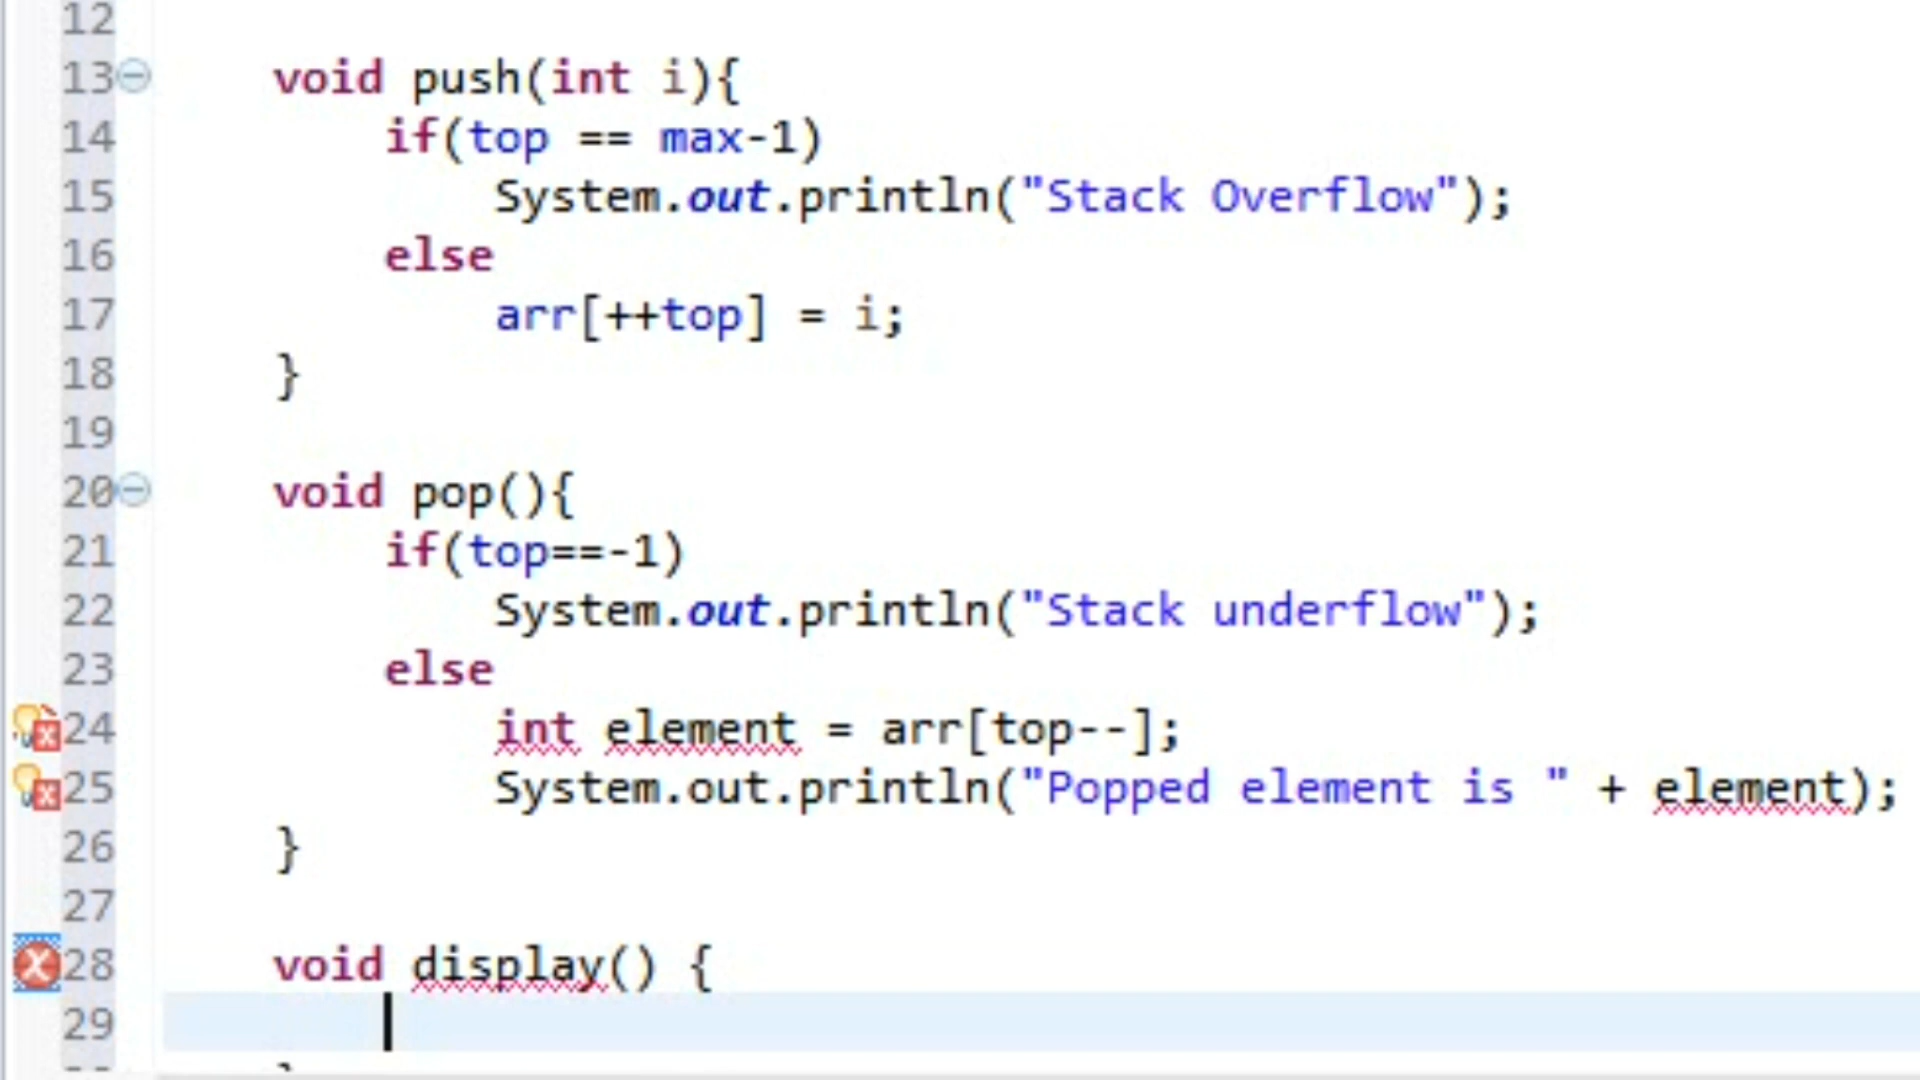 12
13 void push(int i){
14 if(top == max-1)
15 System.out.println("Stack Overflow");
16 else
17 arr[++top] = i;
18 }
19
20 void pop(){
21 if(top==-1)
22 System.out.println("Stack underflow");
23 else
24 int element = arr[top--];
25 System.out.println("Popped element is " + element);
26 }
27
28 void display() {
29